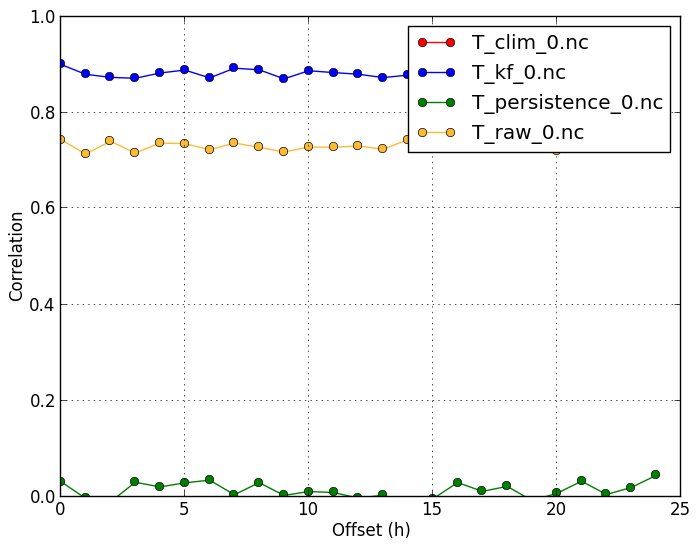 1.0
0.8
0.6
0.4
0.2
0.0
Correlation
T_clim_0.nc
T_kf_0.nc
T_persistence_0.nc
T_raw_0.nc
0 5 10 15 20 25
Offset (h)